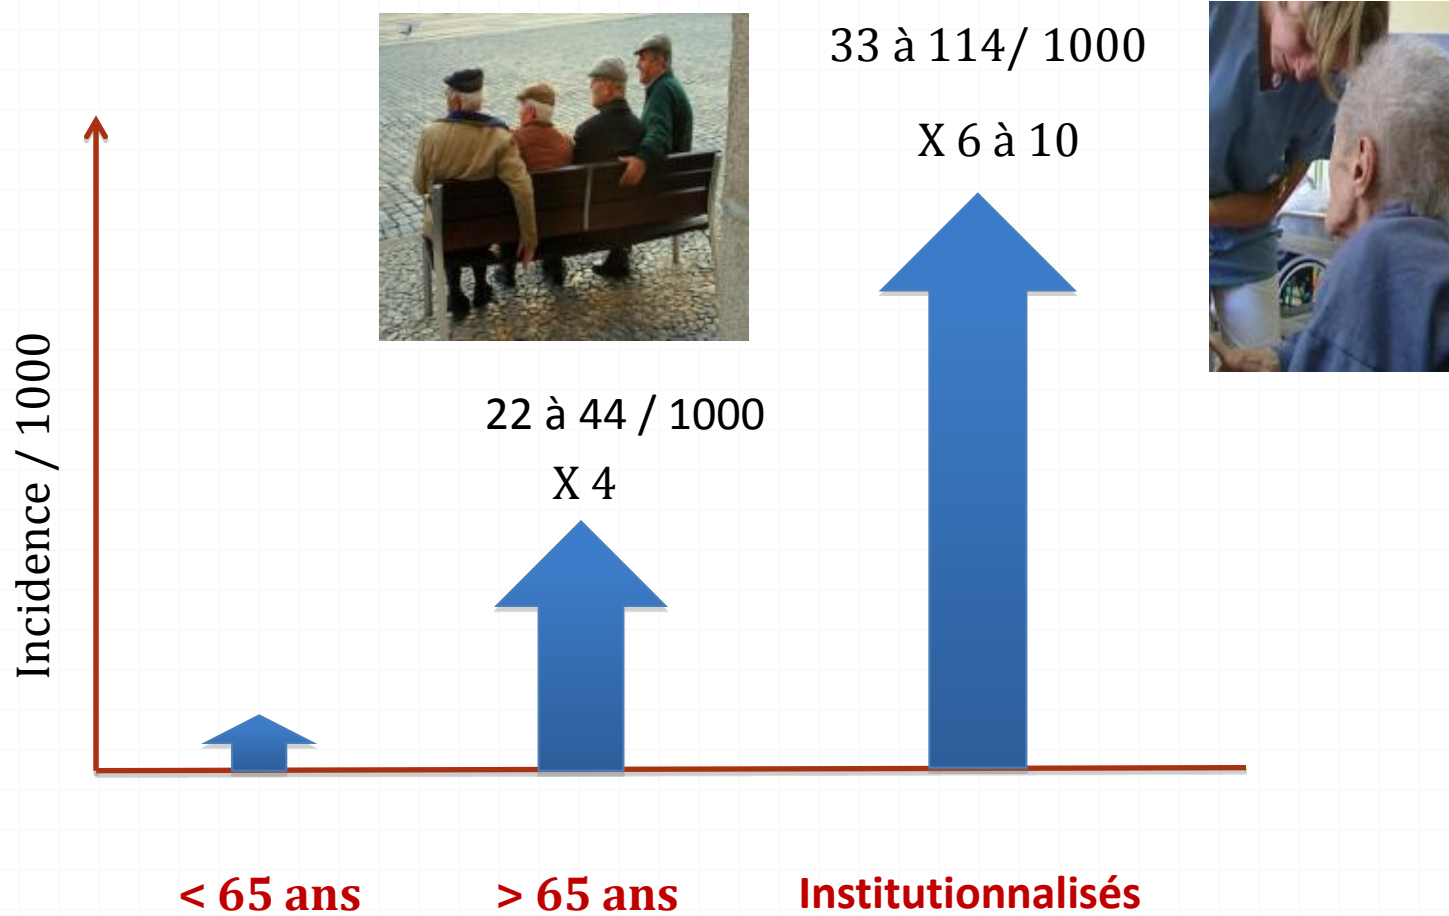 33 à 114/ 1000
X 6 à 10
22 à 44 / 1000
X 4
Incidence / 1000
< 65 ans
> 65 ans
Institutionnalisés